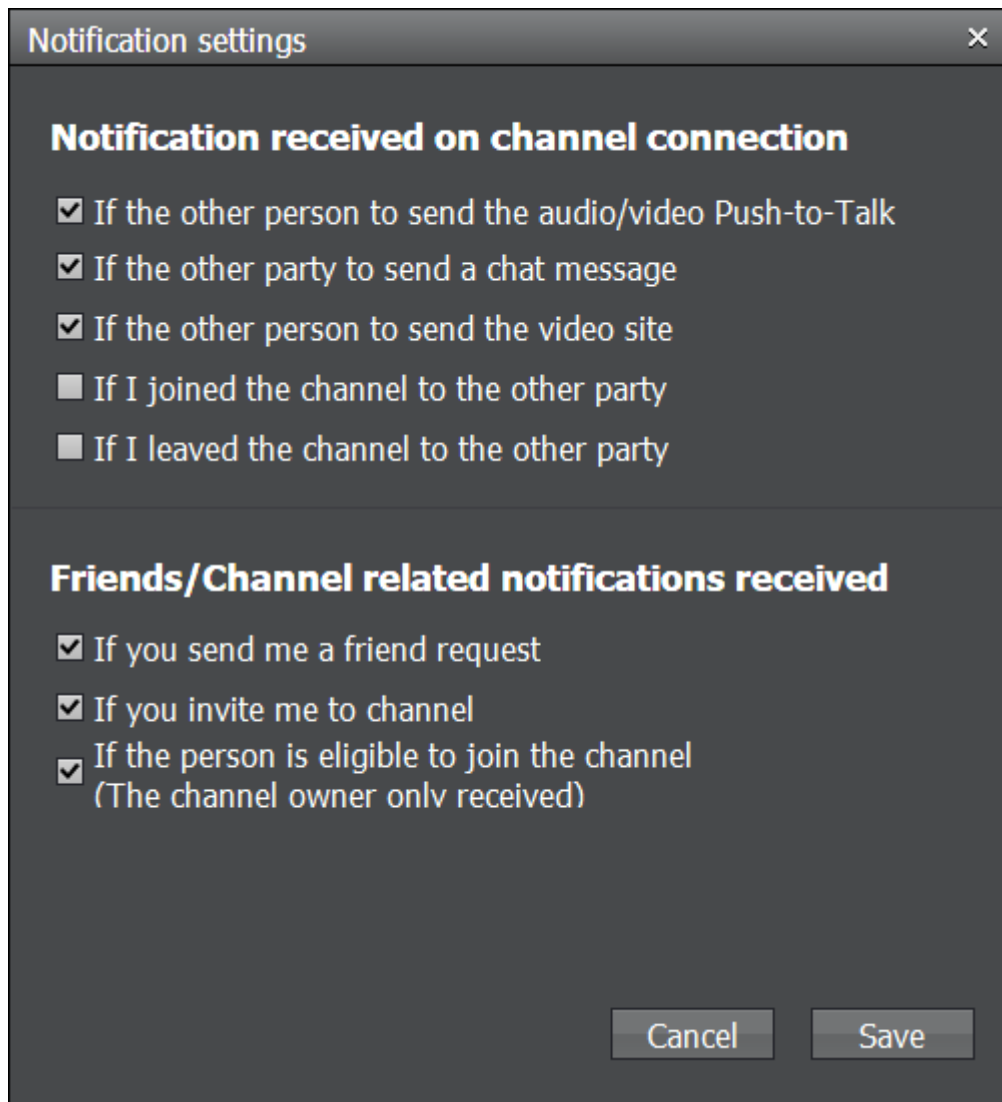 Notification settings
Notification received on channel connection
If the other person to send the audio/video Push-to-Talk
If the other party to send a chat message
If the other person to send the video site
If I joined the channel to the other party
If I leaved the channel to the other party
Friends/Channel related notifications received
If you send me a friend request
If you invite me to channel
If the person is eligible to join the channel
(The channel owner only received)
Cancel
Save